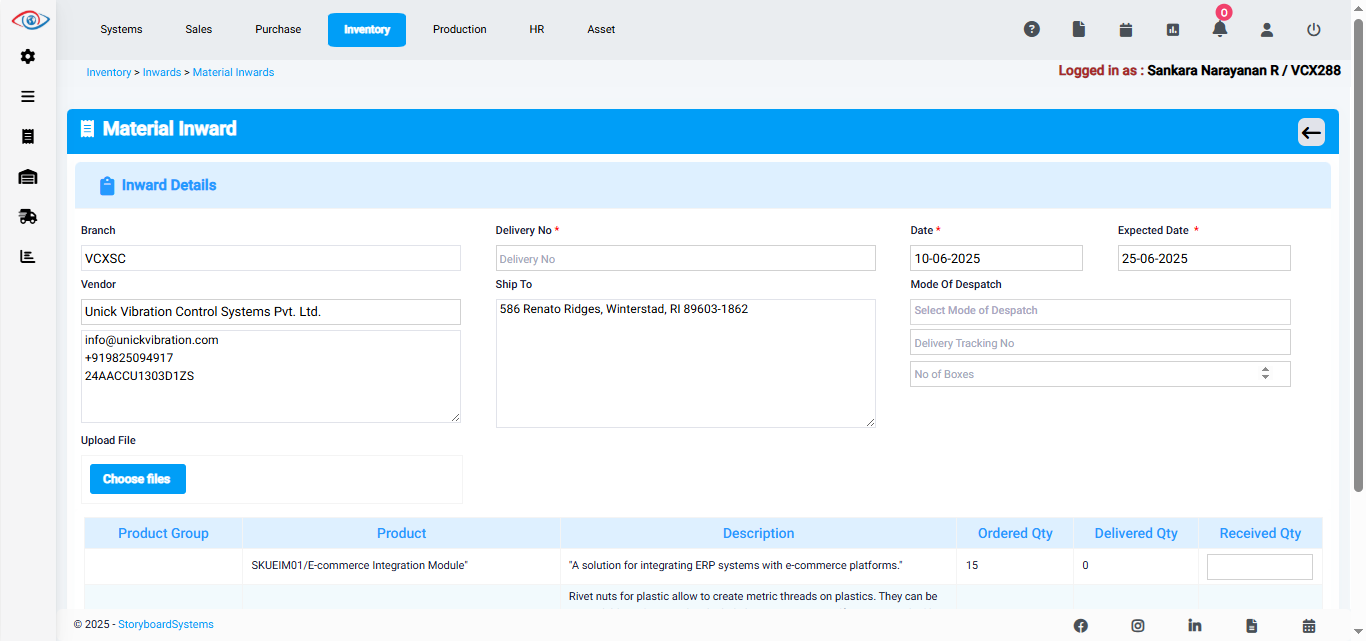 Systems Sales Purchase Inventory Production HR Asset 0
Inventory > Inwards > Material Inwards
Logged in as : Sankara Narayanan R / VCX288
Material Inward
Inward Details
Branch Delivery No * Date * Expected Date *
VCXSC Delivery No 10-06-2025 25-06-2025
Vendor Ship To Mode Of Despatch
Unick Vibration Control Systems Pvt. Ltd.
586 Renato Ridges, Winterstad, RI 89603-1862
Select Mode of Despatch
info@unickvibration.com
+919825094917
24AACCU1303D1ZS
Delivery Tracking No
No of Boxes
Upload File
Choose files
Product Group Product Description Ordered Qty Delivered Qty Received Qty
SKUEIM01/E-commerce Integration Module" "A solution for integrating ERP systems with e-commerce platforms." 15 0
Rivet nuts for plastic allow to create metric threads on plastics. They can be
© 2025 - StoryboardSystems